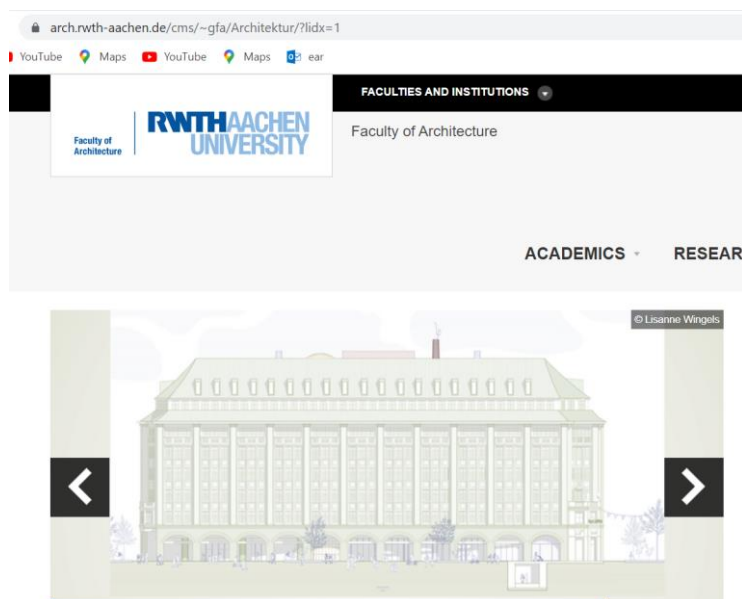 arch.rwth-aachen.de/cms/~gfa/Architektur/?lidx=1
YouTube Maps YouTube Maps ear
FACULTIES AND INSTITUTIONS
Faculty of
Architecture
RWTHAACHEN
UNIVERSITY
Faculty of Architecture
ACADEMICS RESEAR
© Lisanne Wingels